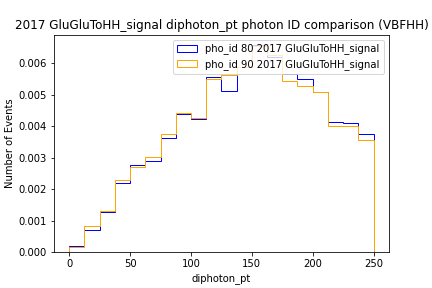 2017 GluGluToHH_signal diphoton_pt photon ID comparison (VBFHH)
pho_id 80 2017 GluGluToHH_signal
pho_id 90 2017 GluGluToHH_signal
Number of Events
0.006
0.005
0.004
0.003
0.002
0.001
0.000
0 50 100 150 200 250
diphoton_pt